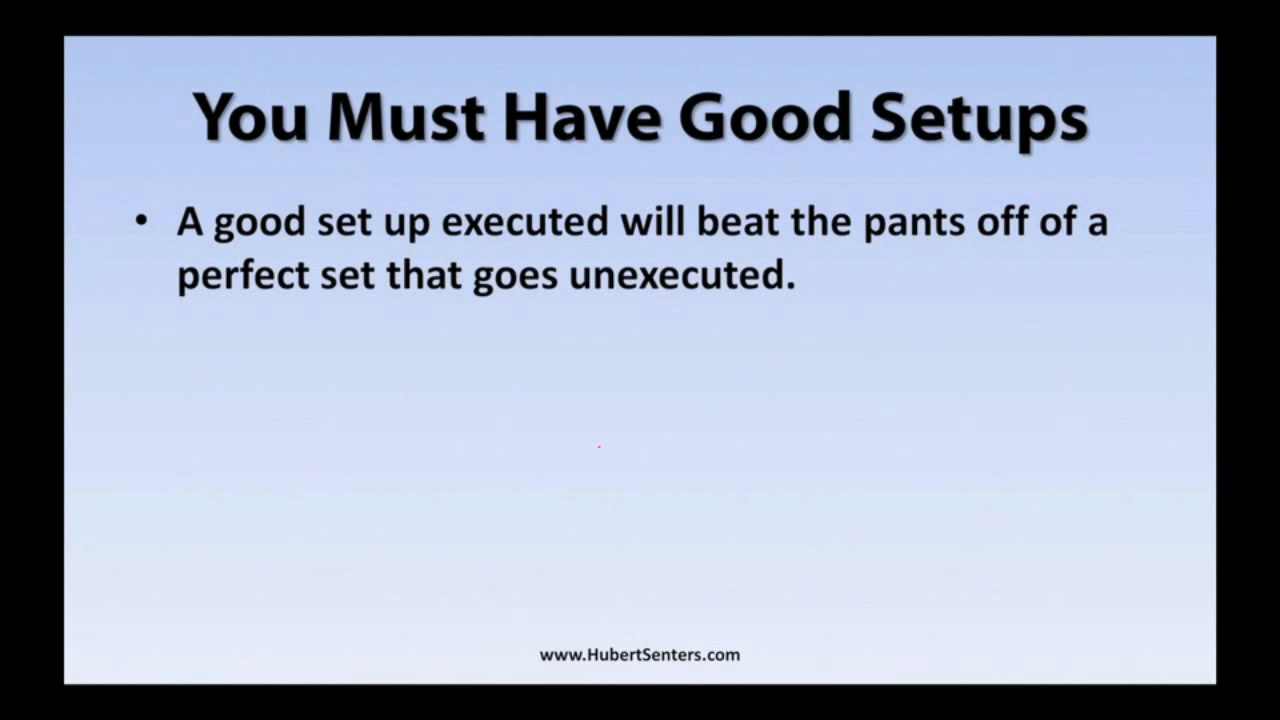 You Must Have Good Setups
• A good set up executed will beat the pants off of a
perfect set that goes unexecuted.
www.HubertSenters.com